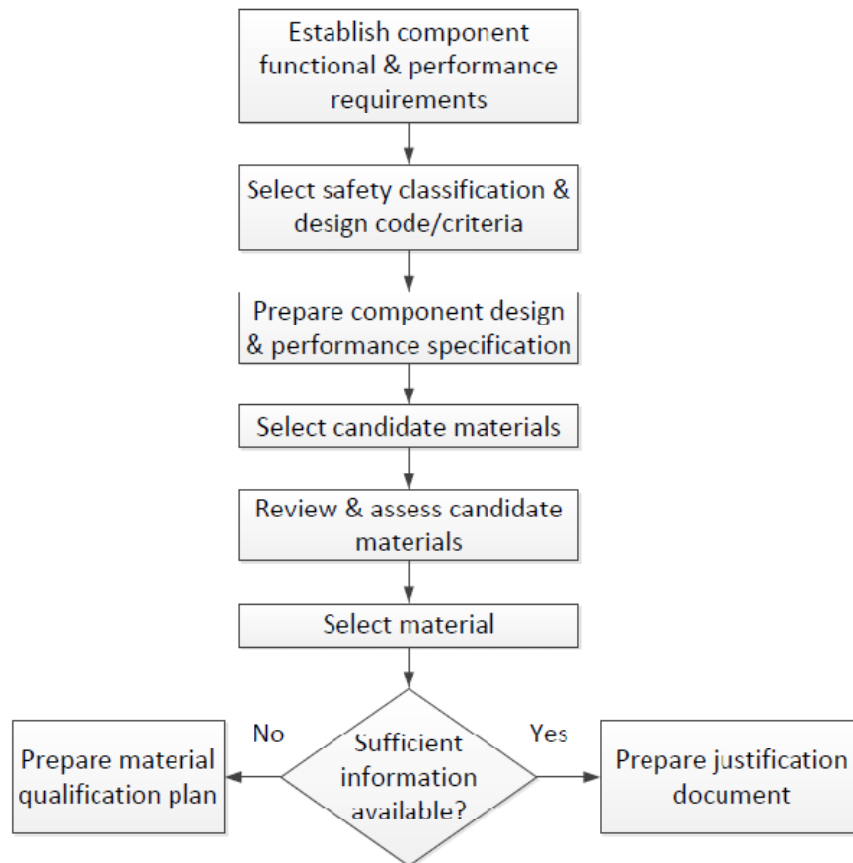 Establish component
functional & performance
requirements
Select safety classification &
design code/criteria
Prepare component design
& performance specification
Select candidate materials
Review & assess candidate
materials
Select material
No
Sufficient
information
available?
Yes
Prepare material
qualification plan
Prepare justification
document